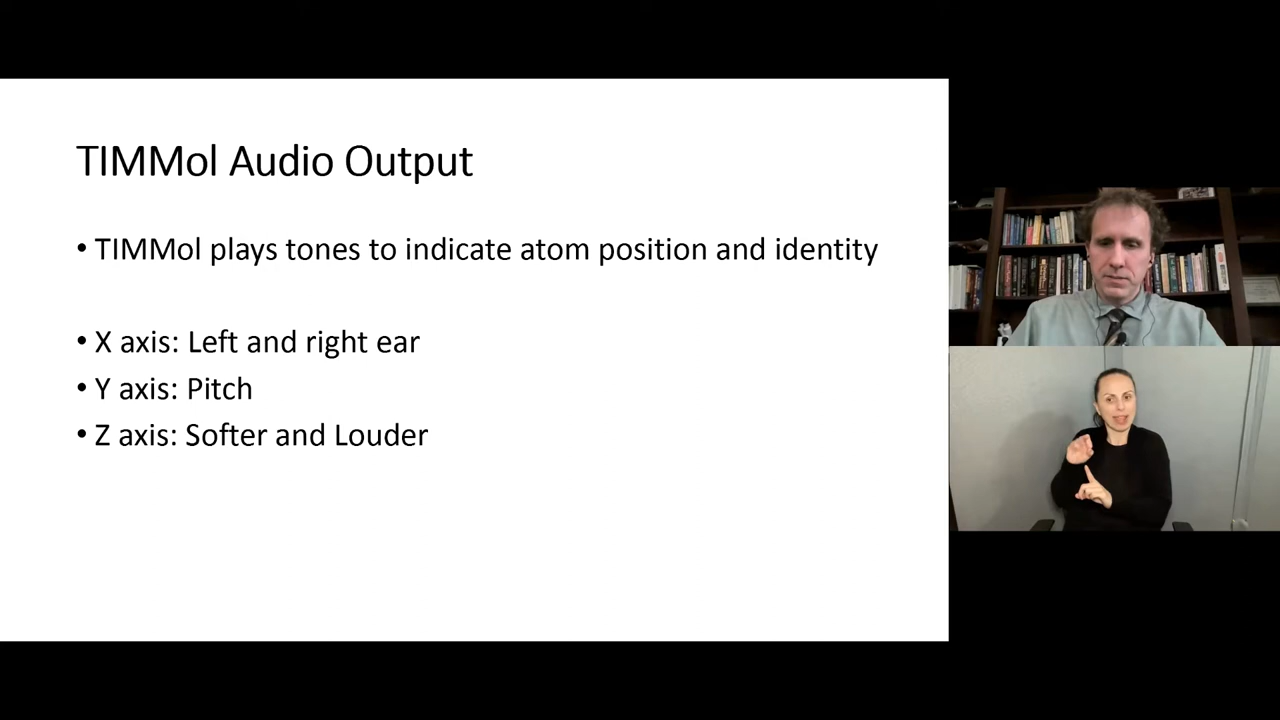 TIMMol Audio Output
• TIMMol plays tones to indicate atom position and identity
• X axis: Left and right ear
• Y axis: Pitch
• Z axis: Softer and Louder